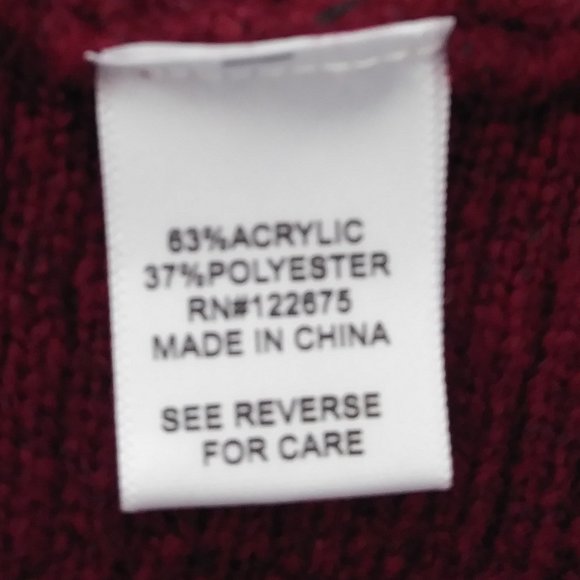 63%ACRYLIC
37%POLYESTER
RN#122675
MADE IN CHINA
SEE REVERSE
FOR CARE